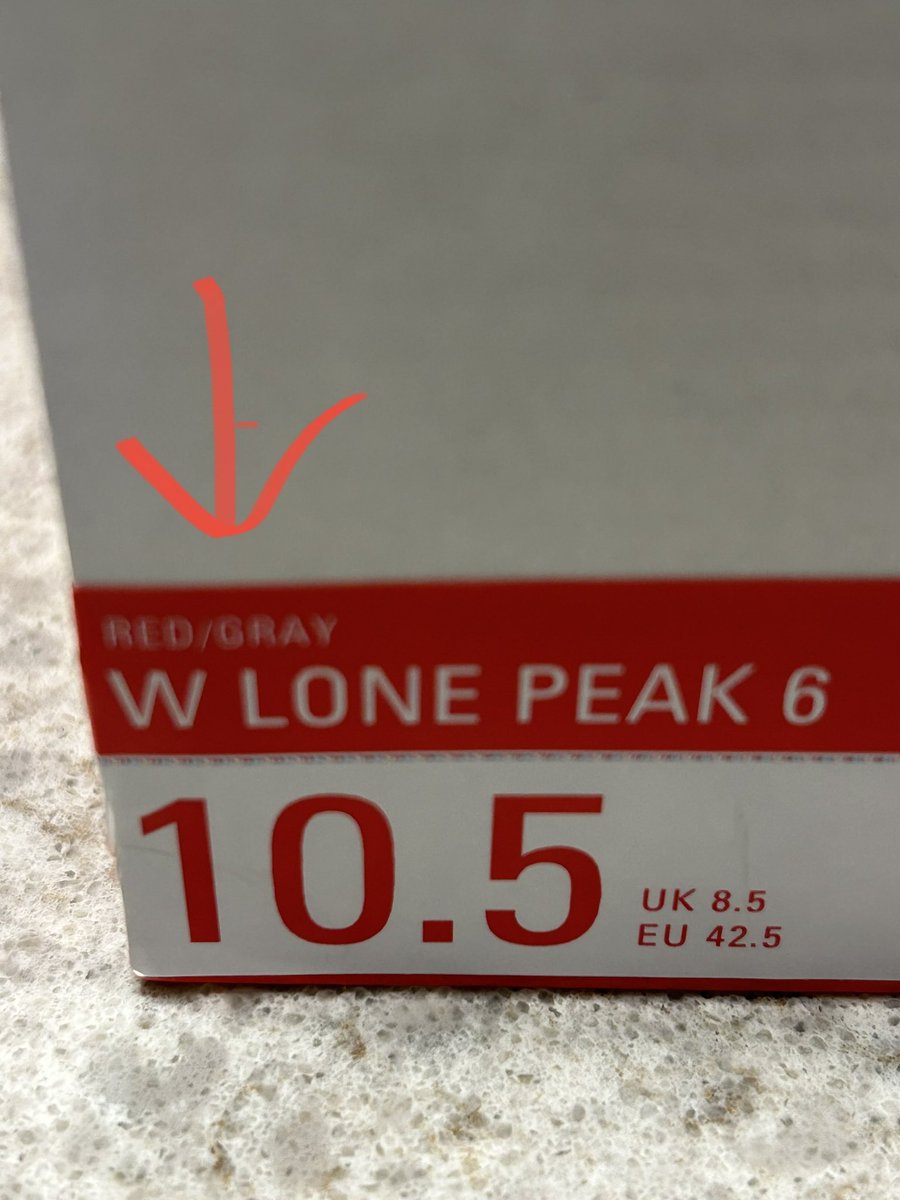 RED/GRAY
W LONE PEAK 6
10.5
UK 8.5
EU 42.5